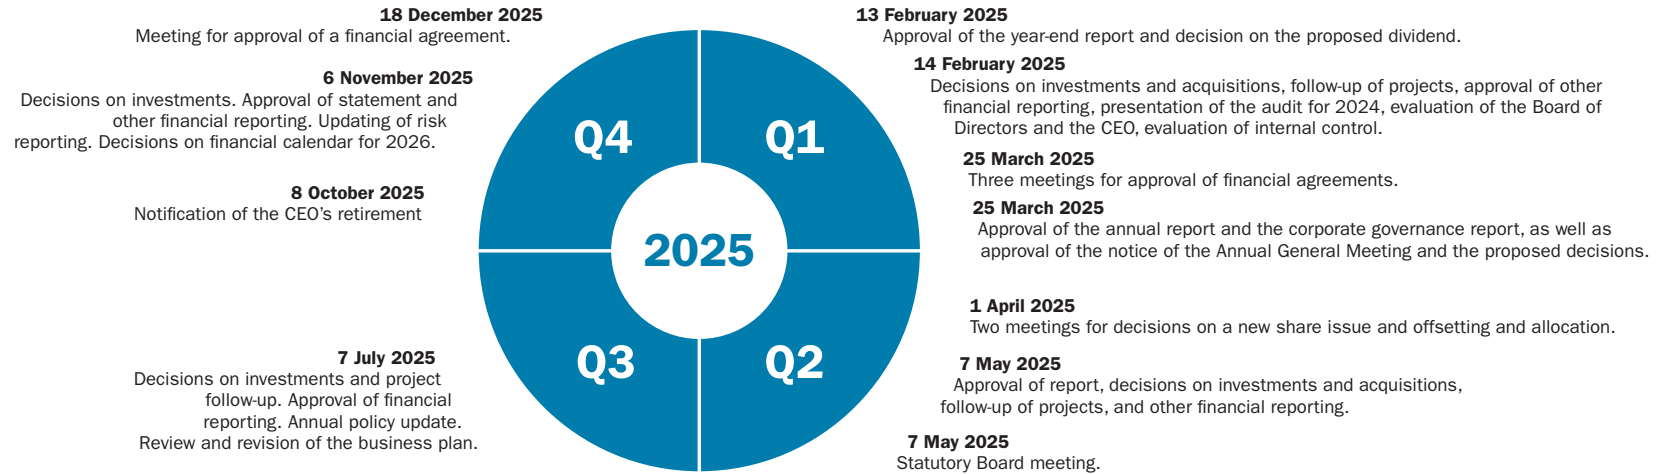 13 February 2025
Approval of the year-end report and decision on the proposed dividend.
14 February 2025
Decisions on investments and acquisitions, follow-up of projects, approval of other
financial reporting, presentation of the audit for 2024, evaluation of the Board of
Directors and the CEO, evaluation of internal control.
25 March 2025
Three meetings for approval of financial agreements.
25 March 2025
Approval of the annual report and the corporate governance report, as well as
approval of the notice of the Annual General Meeting and the proposed decisions.
1 April 2025
Two meetings for decisions on a new share issue and offsetting and allocation.
7 May 2025
Approval of report, decisions on investments and acquisitions,
follow-up of projects, and other financial reporting.
7 May 2025
Statutory Board meeting.
7 July 2025
Decisions on investments and project
follow-up. Approval of financial
reporting. Annual policy update.
Review and revision of the business plan.
8 October 2025
Notification of the CEO’s retirement
6 November 2025
Decisions on investments. Approval of statement and
other financial reporting. Updating of risk
reporting. Decisions on financial calendar for 2026.
18 December 2025
Meeting for approval of a financial agreement.
Q4
Q1
2025
Q3
Q2